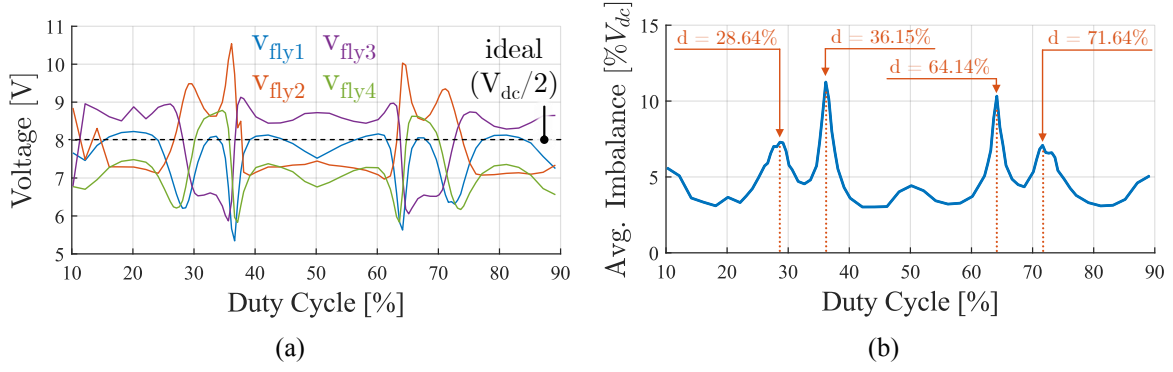 Voltage [V]
11
10
9
8
7
6
5
10 20 30 40 50 60 70 80 90
Duty Cycle [%]
v_fly1 v_fly3
v_fly2 v_fly4
ideal
(V_dc/2)
(a)
Avg. Imbalance [%V_dc]
15
10
5
0
d = 28.64%
d = 36.15%
d = 64.14%
d = 71.64%
10 20 30 40 50 60 70 80 90
Duty Cycle [%]
(b)